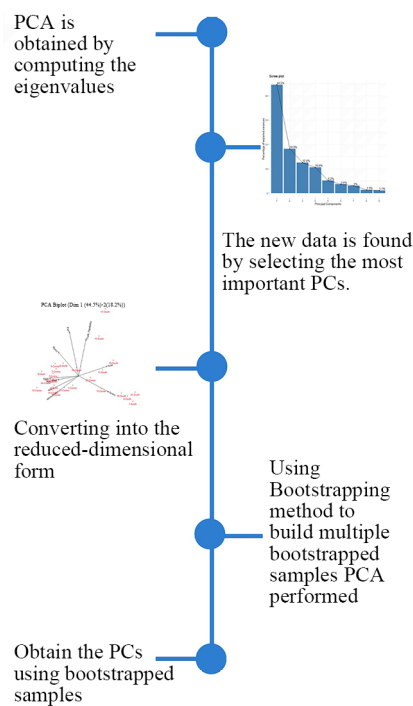 PCA is
obtained by
computing the
eigenvalues
Scree plot
The new data is found
by selecting the most
important PCs.
PCA Biplot (Dim 1 (44.3%)+2(18.2%))
Converting into the
reduced-dimensional
form
Using
Bootstrapping
method to
build multiple
bootstrapped
samples PCA
performed
Obtain the PCs
using bootstrapped
samples